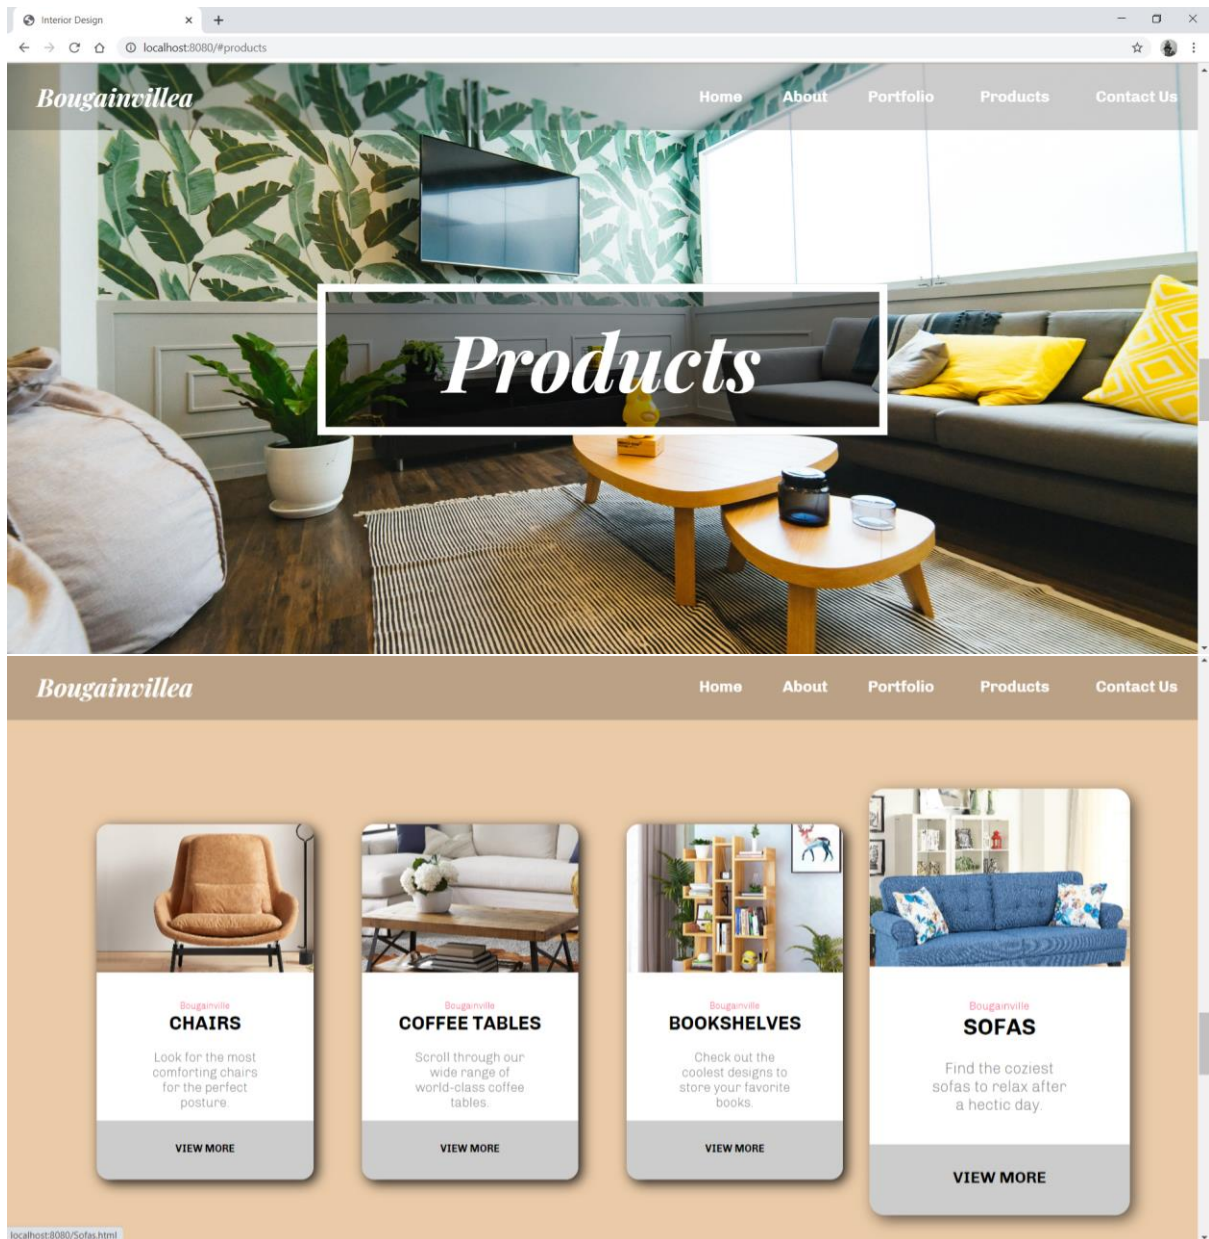 Interior Design
localhost:8080/#products
Bougainvillea
Home About Portfolio Products Contact Us
Products
Bougainvillea
Home About Portfolio Products Contact Us
Bougainville
CHAIRS
Look for the most
comforting chairs
for the perfect
posture.
VIEW MORE
Bougainville
COFFEE TABLES
Scroll through our
wide range of
world-class coffee
tables.
VIEW MORE
Bougainville
BOOKSHELVES
Check out the
coolest designs to
store your favorite
books.
VIEW MORE
Bougainville
SOFAS
Find the coziest
sofas to relax after
a hectic day.
VIEW MORE
localhost:8080/Sofas.html